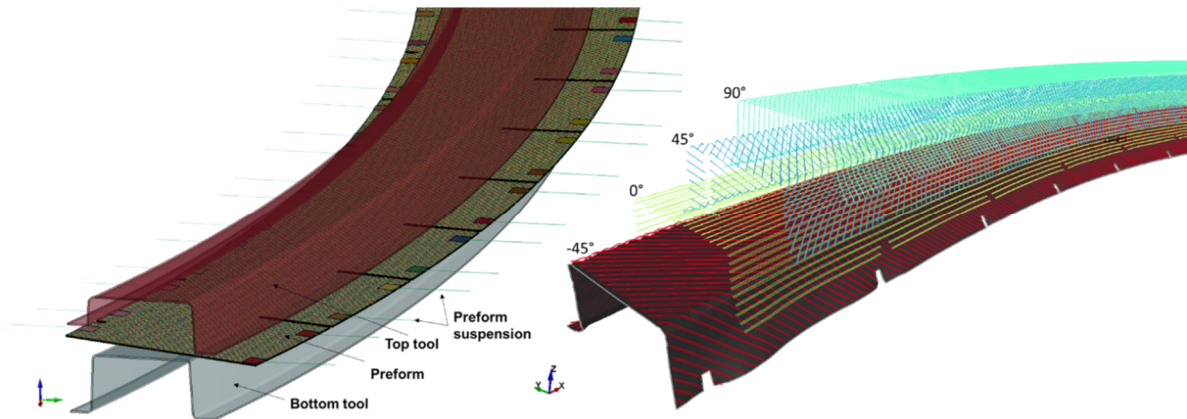 90°
45°
0°
-45°
Preform
suspension
Top tool
Preform
Bottom tool
Z
Y
X